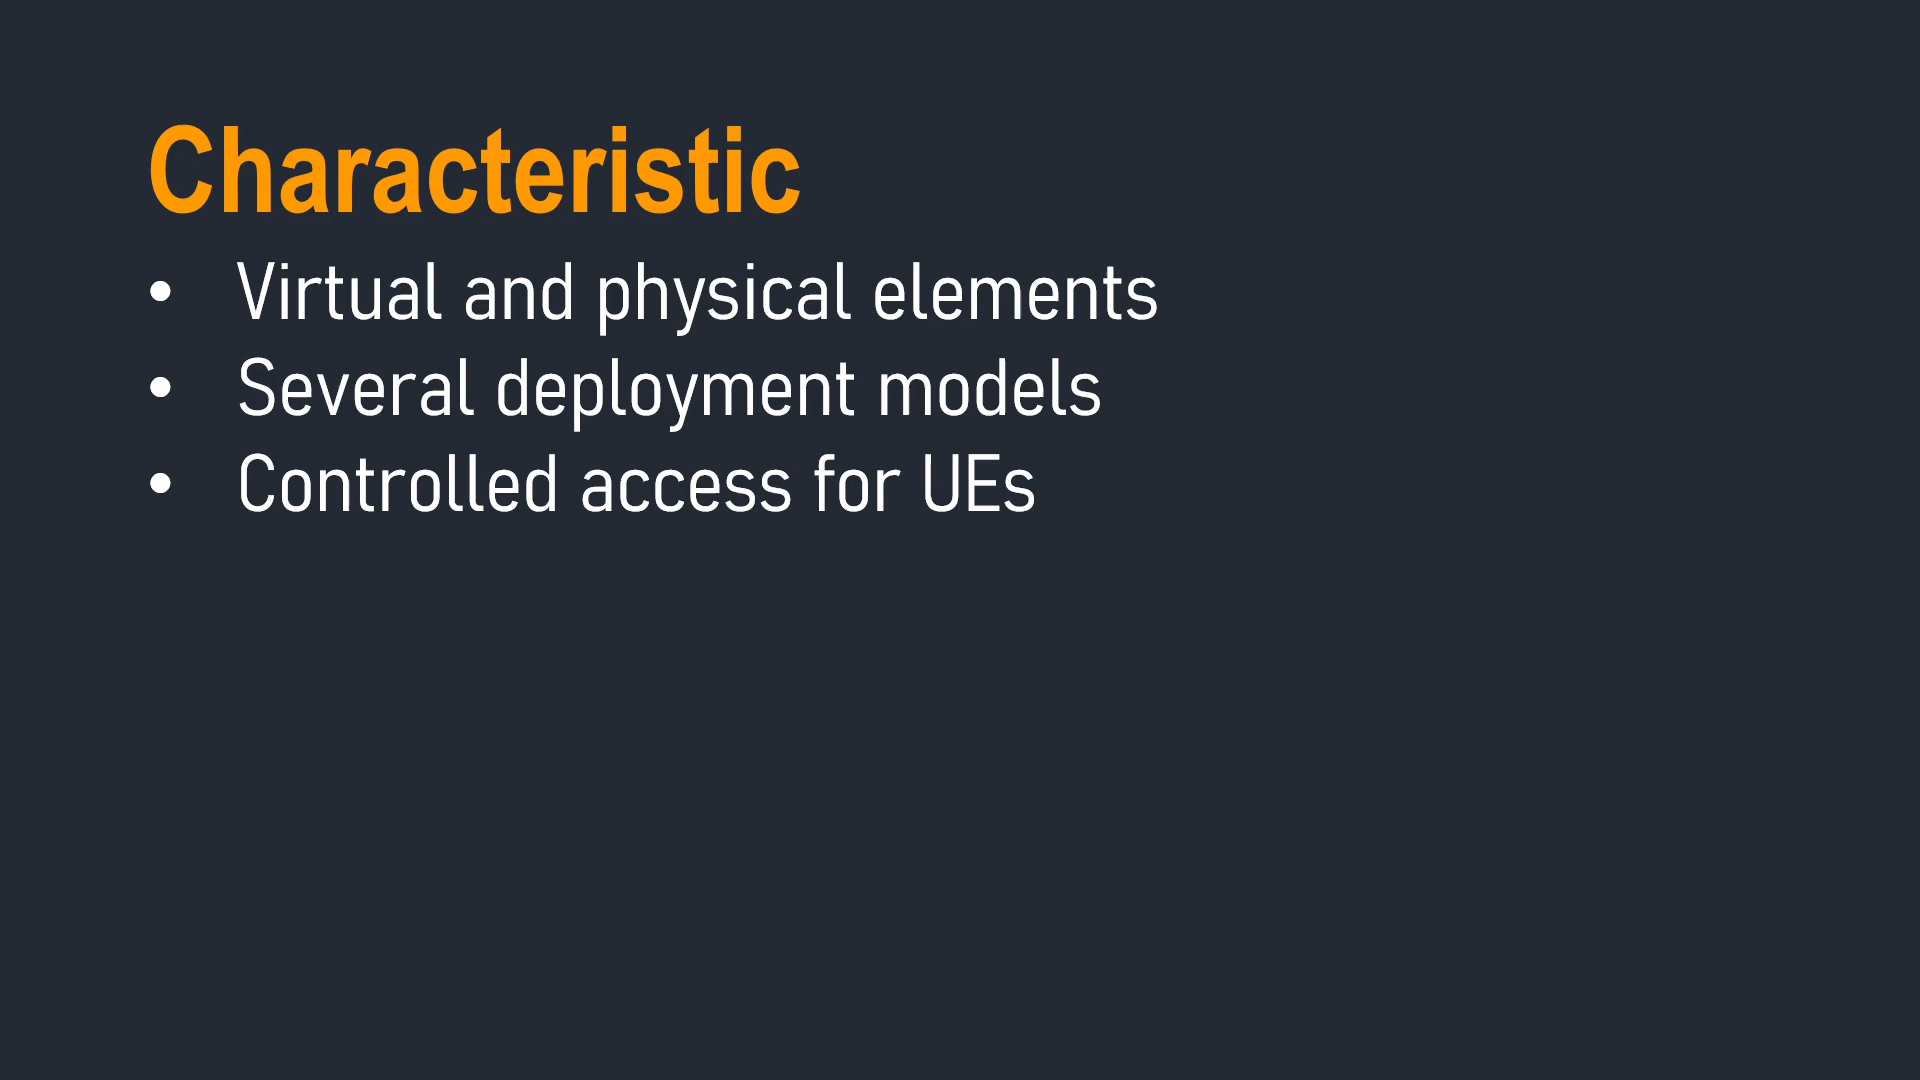 Characteristic
• Virtual and physical elements
• Several deployment models
• Controlled access for UEs